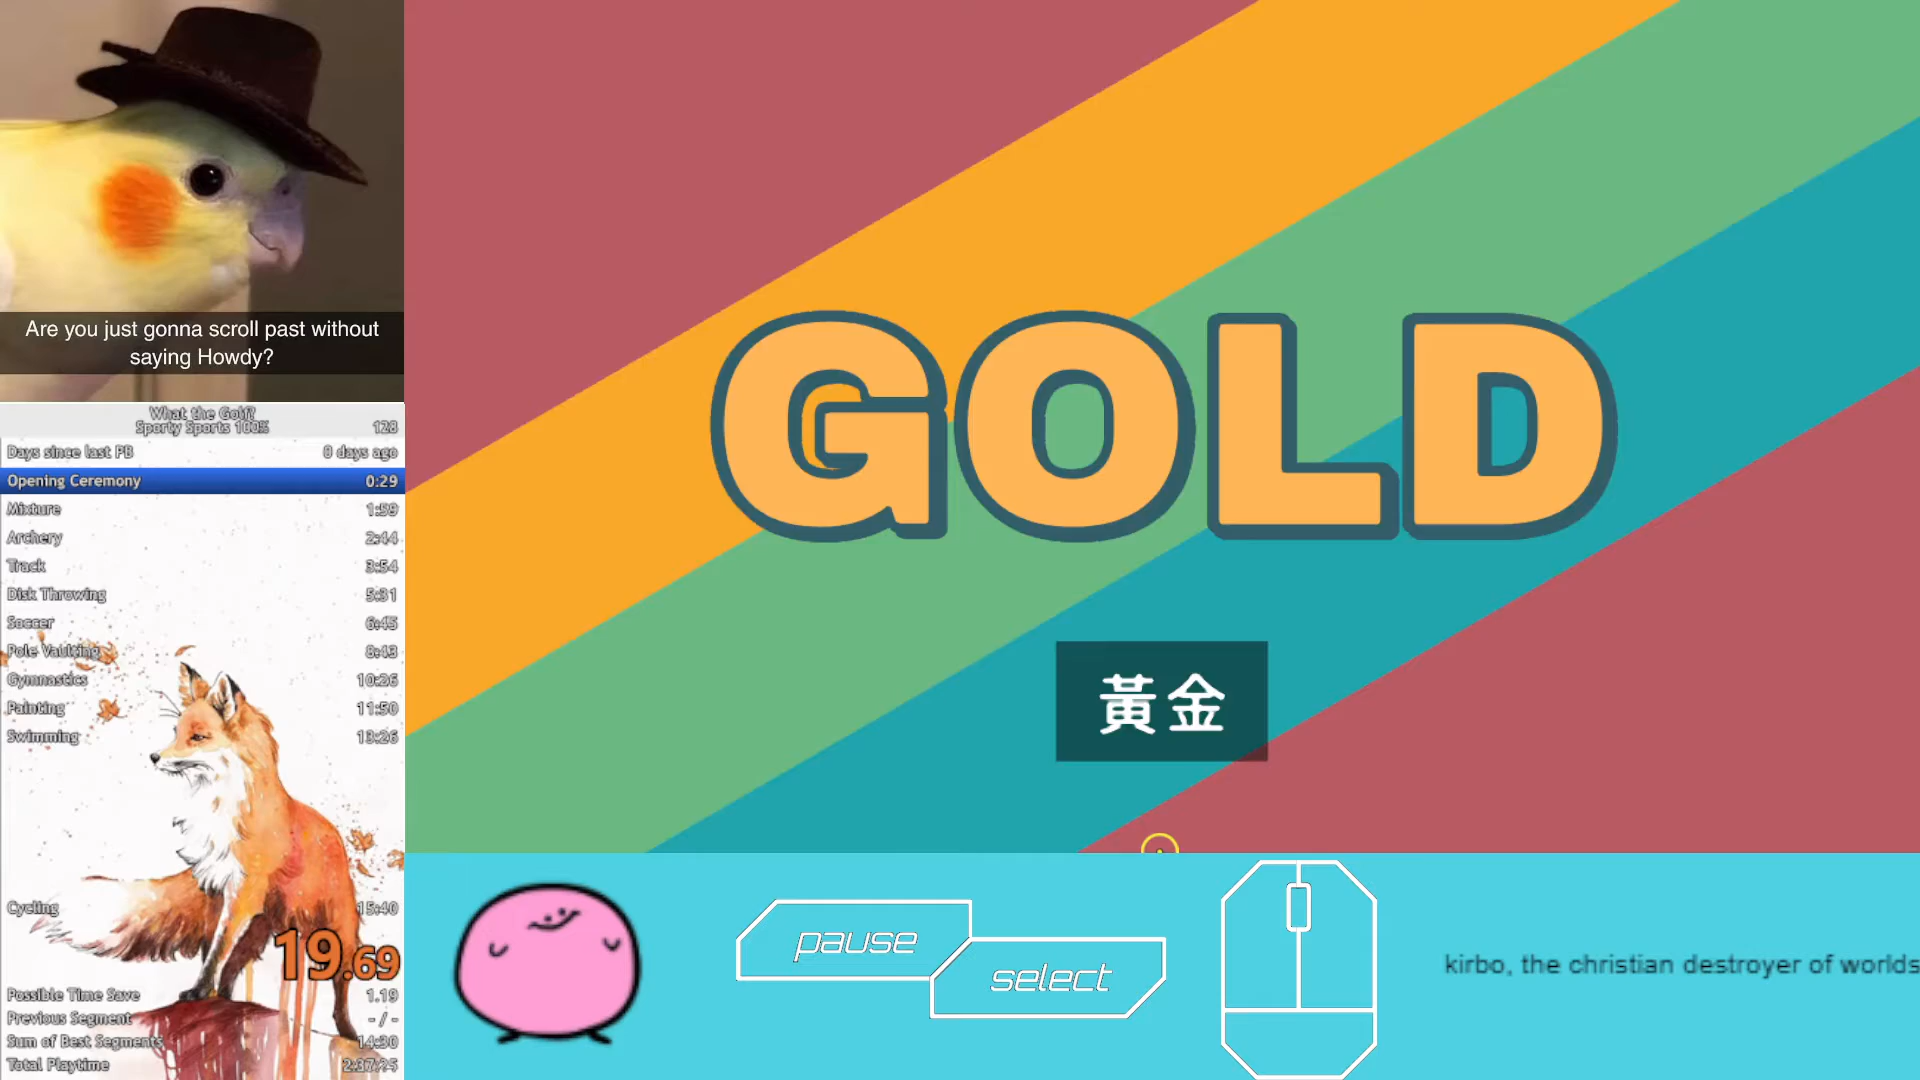 Are you just gonna scroll past without
saying Howdy?
What the Golf?
Sporty Sports 100%
128
Days since last PB 8 days ago
Opening Ceremony 0:29
Mixture 1:59
Archery 2:44
Track 3:54
Disk Throwing 5:31
Soccer 6:45
Pole Vaulting 8:43
Gymnastics 10:26
Painting 11:50
Swimming 13:26
Cycling 15:40
19.69
Possible Time Save 1.19
Previous Segment - / -
Sum of Best Segments 14:30
Total Playtime 2:37:25
GOLD
黃金
pause
select
kirbo, the christian destroyer of worlds